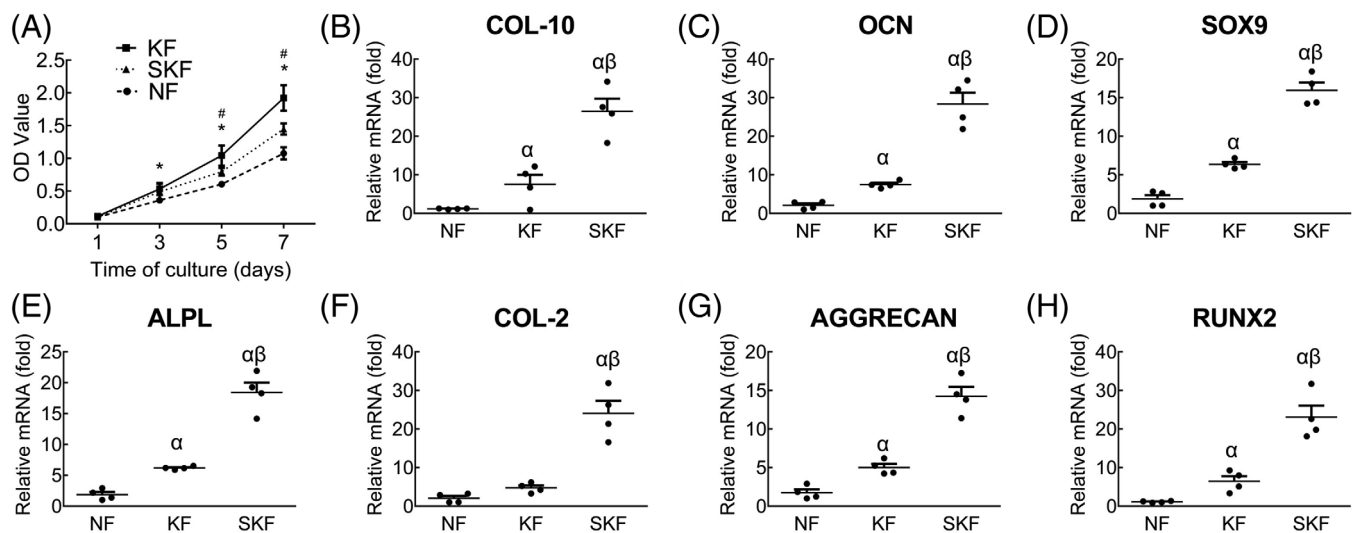 (A)
KF
SKF
NF
OD Value
2.5
2.0
1.5
1.0
0.5
0.0
*
#
*
#
*
1 3 5 7
Time of culture (days)
(B)
COL-10
Relative mRNA (fold)
40
30
20
10
0
α
αβ
NF KF SKF
(C)
OCN
Relative mRNA (fold)
40
30
20
10
0
α
αβ
NF KF SKF
(D)
SOX9
Relative mRNA (fold)
20
15
10
5
0
α
αβ
NF KF SKF
(E)
ALPL
Relative mRNA (fold)
25
20
15
10
5
0
α
αβ
NF KF SKF
(F)
COL-2
Relative mRNA (fold)
40
30
20
10
0
αβ
NF KF SKF
(G)
AGGRECAN
Relative mRNA (fold)
20
15
10
5
0
α
αβ
NF KF SKF
(H)
RUNX2
Relative mRNA (fold)
40
30
20
10
0
α
αβ
NF KF SKF